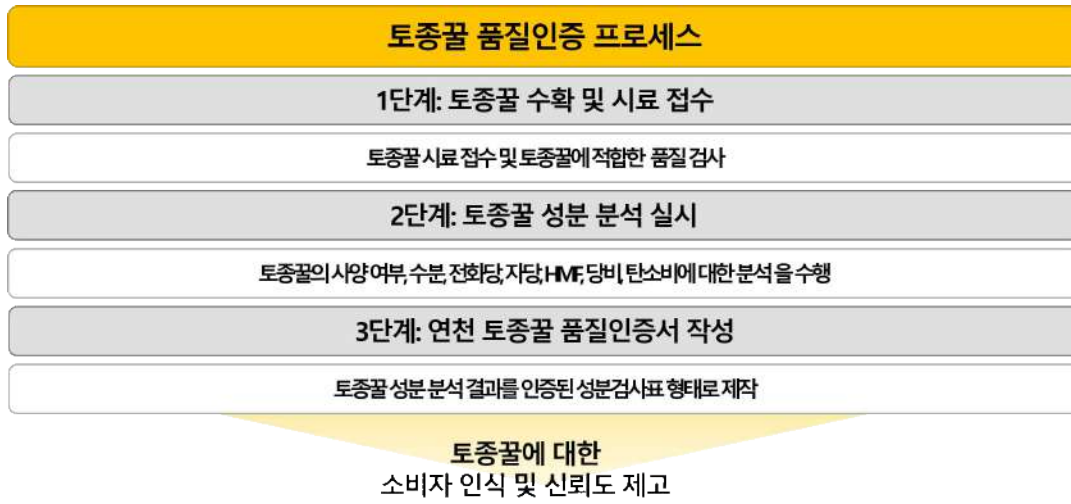 토종꿀 품질인증 프로세스
1단계: 토종꿀 수확 및 시료 접수
토종꿀 시료 접수 및 토종꿀에 적합한 품질 검사
2단계: 토종꿀 성분 분석 실시
토종꿀의 사양 여부, 수분, 전화당, 자당, HMF, 당비, 탄소비에 대한 분석 을 수행
3단계: 연천 토종꿀 품질인증서 작성
토종꿀 성분 분석 결과를 인증된 성분검사표 형태로 제작
토종꿀에 대한
소비자 인식 및 신뢰도 제고